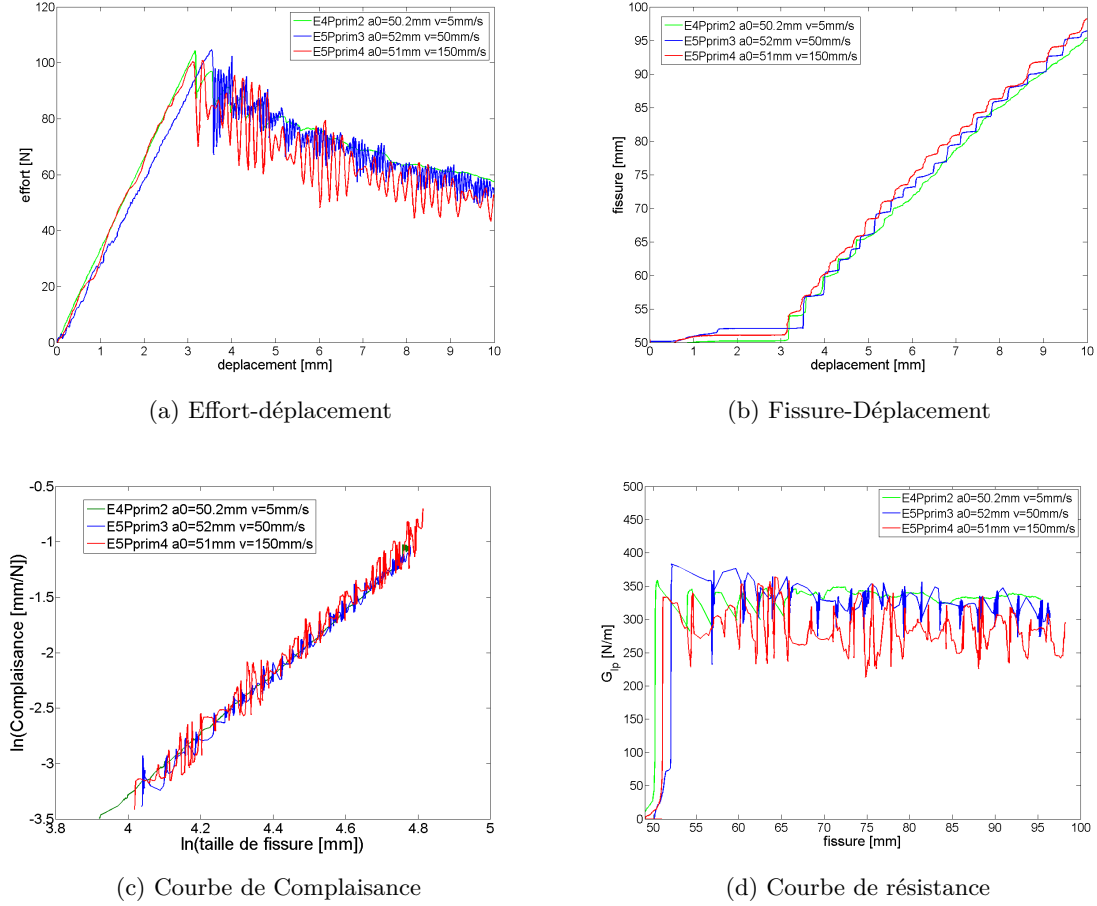 120
100
80
60
40
20
0
effort [N]
E4Pprim2 a0=50.2mm v=5mm/s
E5Pprim3 a0=52mm v=50mm/s
E5Pprim4 a0=51mm v=150mm/s
0 1 2 3 4 5 6 7 8 9 10
deplacement [mm]
(a) Effort-déplacement
100
95
90
85
80
75
70
65
60
55
50
fissure [mm]
E4Pprim2 a0=50.2mm v=5mm/s
E5Pprim3 a0=52mm v=50mm/s
E5Pprim4 a0=51mm v=150mm/s
0 1 2 3 4 5 6 7 8 9 10
deplacement [mm]
(b) Fissure-Déplacement
-0.5
-1
-1.5
-2
-2.5
-3
-3.5
ln(Complaisance [mm/N])
E4Pprim2 a0=50.2mm v=5mm/s
E5Pprim3 a0=52mm v=50mm/s
E5Pprim4 a0=51mm v=150mm/s
3.8 4 4.2 4.4 4.6 4.8 5
ln(taille de fissure [mm])
(c) Courbe de Complaisance
500
450
400
350
300
250
200
150
100
50
0
G_Ip [N/m]
E4Pprim2 a0=50.2mm v=5mm/s
E5Pprim3 a0=52mm v=50mm/s
E5Pprim4 a0=51mm v=150mm/s
50 55 60 65 70 75 80 85 90 95 100
fissure [mm]
(d) Courbe de résistance